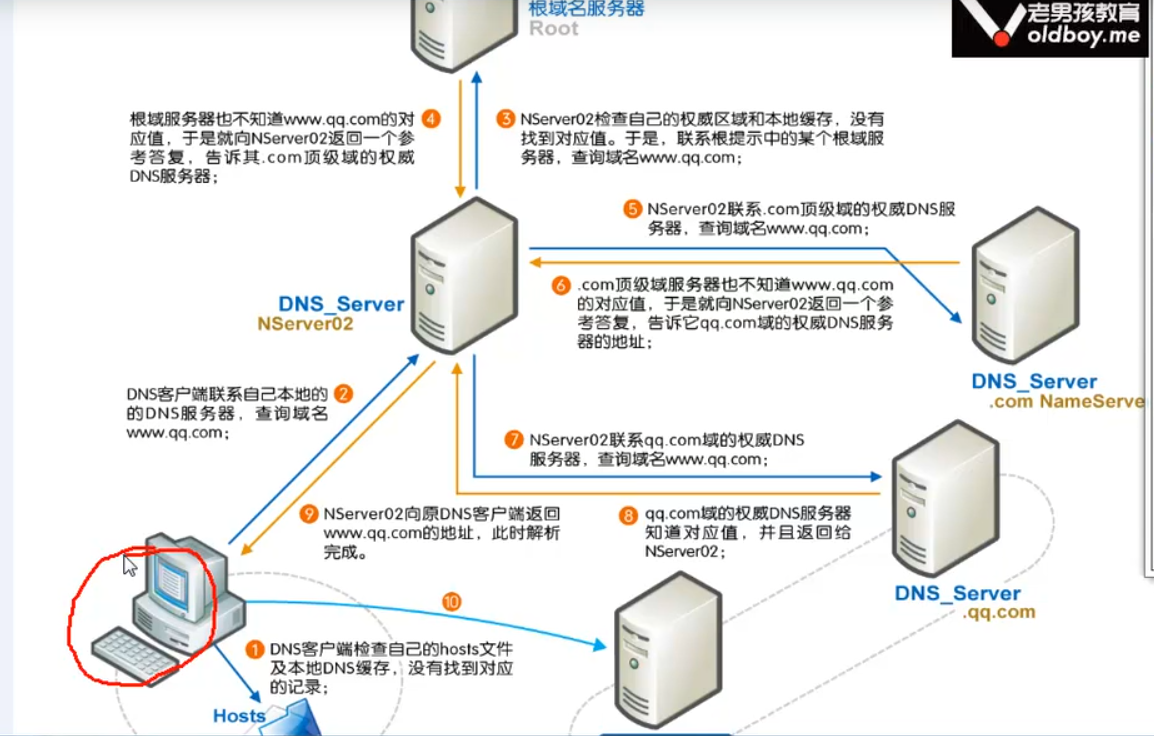 根域名服务器
Root
老男孩教育
oldboy.me
根域服务器也不知道www.qq.com的对
应值，于是就向NServer02返回一个参
考答复，告诉其.com顶级域的权威
DNS服务器；
4
3
NServer02检查自己的权威区域和本地缓存，没有
找到对应值。于是，联系根提示中的某个根域服
务器，查询域名www.qq.com；
5
NServer02联系.com顶级域的权威DNS服
务器，查询域名www.qq.com；
6
.com顶级域服务器也不知道www.qq.com
的对应值，于是就向NServer02返回一个参
考答复，告诉它qq.com域的权威DNS服务
器的地址；
DNS_Server
NServer02
DNS_Server
.com NameServe
DNS客户端联系自己本地的
的DNS服务器，查询域名
www.qq.com；
2
7
NServer02联系qq.com域的权威DNS
服务器，查询域名www.qq.com；
9
NServer02向原DNS客户端返回
www.qq.com的地址，此时解析
完成。
8
qq.com域的权威DNS服务器
知道对应值，并且返回给
NServer02；
DNS_Server
.qq.com
10
1
DNS客户端检查自己的hosts文件
及本地DNS缓存，没有找到对应
的记录；
Hosts